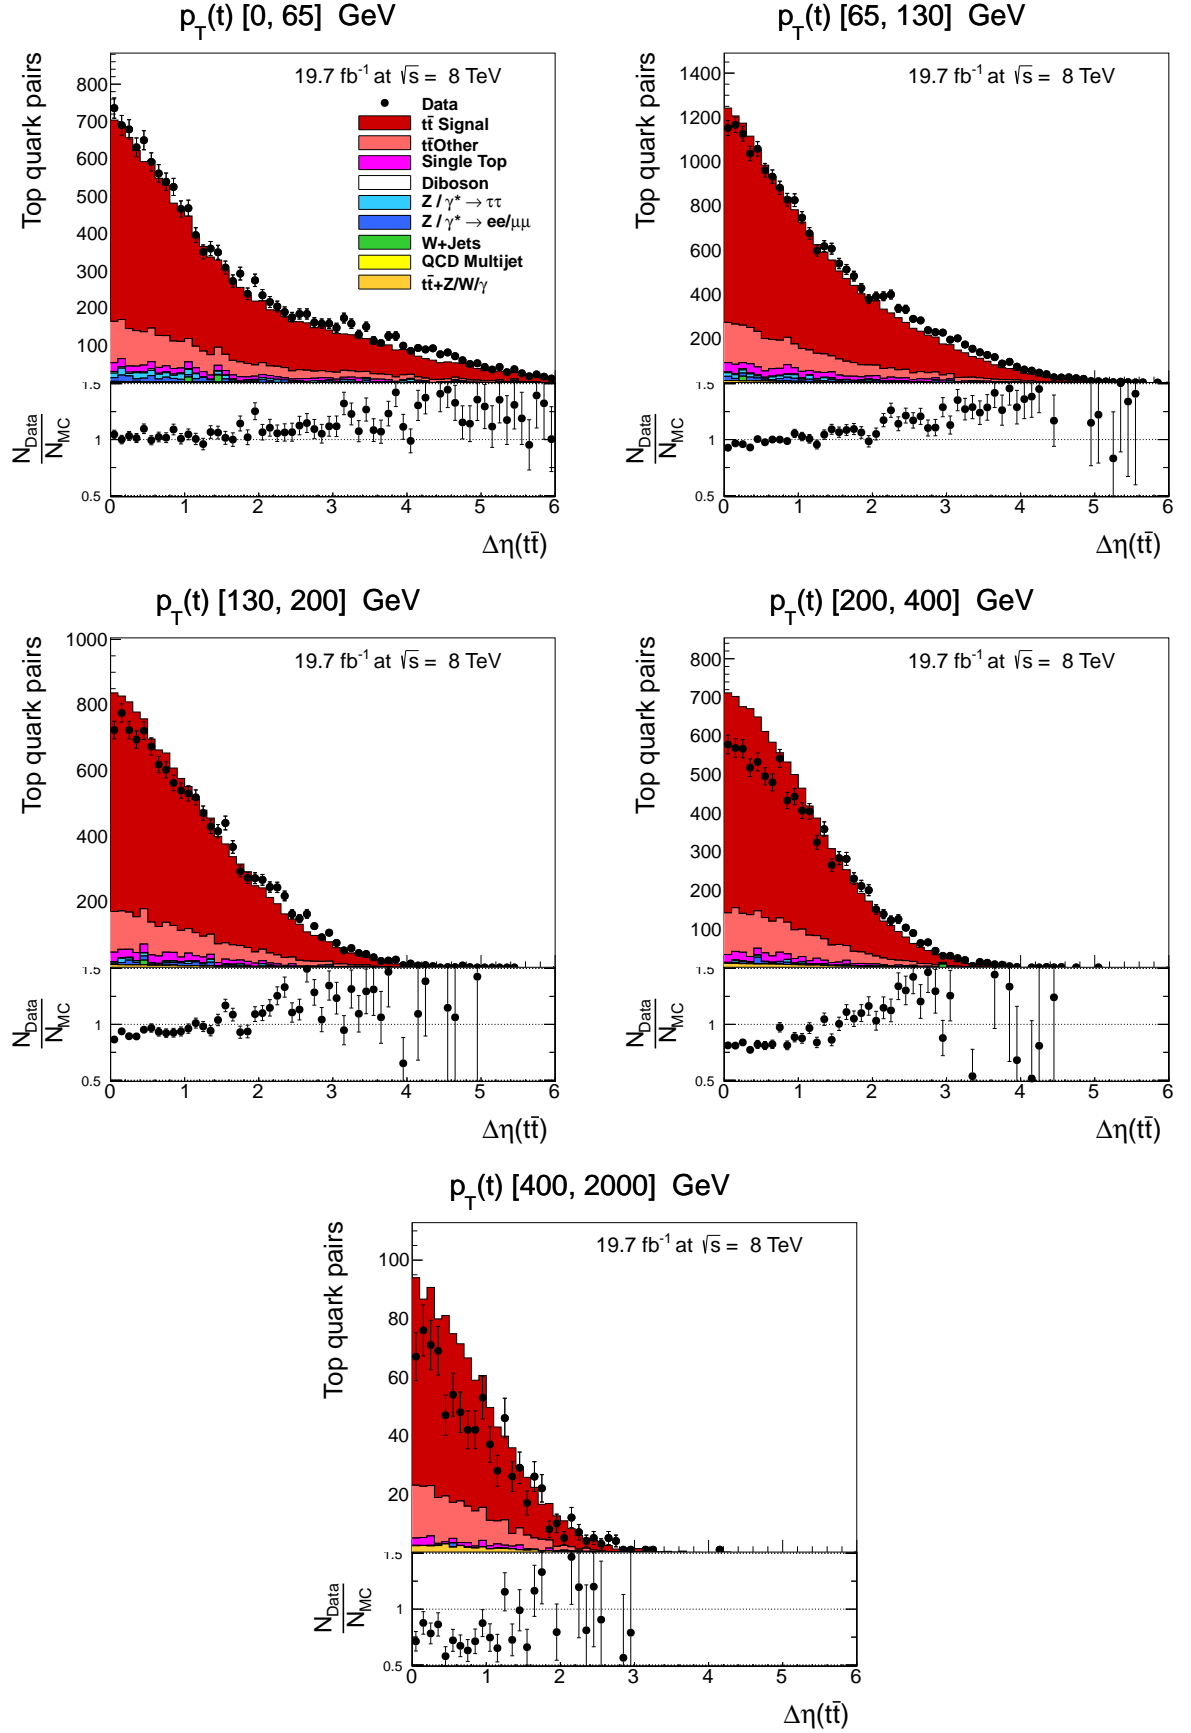 p_T(t) [0, 65] GeV
Top quark pairs
19.7 fb⁻¹ at √s = 8 TeV
Data
tt̄ Signal
tt̄Other
Single Top
Diboson
Z / γ* → ττ
Z / γ* → ee/μμ
W+Jets
QCD Multijet
tt̄+Z/W/γ
800
700
600
500
400
300
200
100
N_Data
N_MC
1.5
1
0.5
0 1 2 3 4 5 6
Δη(tt̄)
p_T(t) [65, 130] GeV
Top quark pairs
19.7 fb⁻¹ at √s = 8 TeV
1400
1200
1000
800
600
400
200
N_Data
N_MC
1.5
1
0.5
0 1 2 3 4 5 6
Δη(tt̄)
p_T(t) [130, 200] GeV
Top quark pairs
19.7 fb⁻¹ at √s = 8 TeV
1000
800
600
400
200
N_Data
N_MC
1.5
1
0.5
0 1 2 3 4 5 6
Δη(tt̄)
p_T(t) [200, 400] GeV
Top quark pairs
19.7 fb⁻¹ at √s = 8 TeV
800
700
600
500
400
300
200
100
N_Data
N_MC
1.5
1
0.5
0 1 2 3 4 5 6
Δη(tt̄)
p_T(t) [400, 2000] GeV
Top quark pairs
19.7 fb⁻¹ at √s = 8 TeV
100
80
60
40
20
N_Data
N_MC
1.5
1
0.5
0 1 2 3 4 5 6
Δη(tt̄)